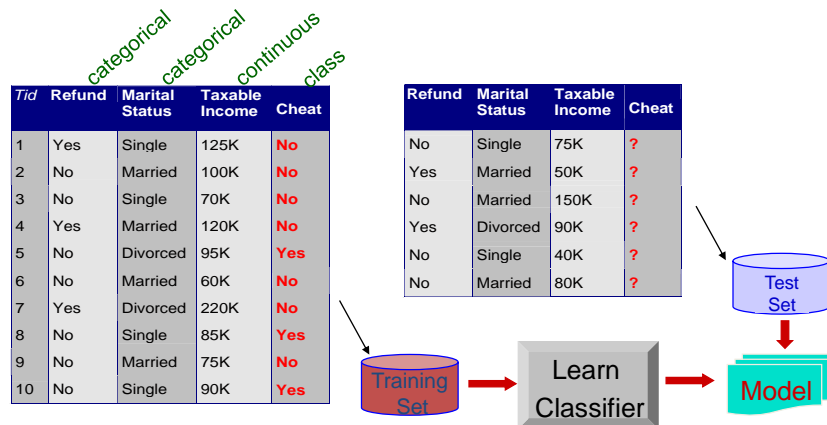 categorical categorical continuous class
Tid Refund Marital Status Taxable Income Cheat
1 Yes Single 125K No
2 No Married 100K No
3 No Single 70K No
4 Yes Married 120K No
5 No Divorced 95K Yes
6 No Married 60K No
7 Yes Divorced 220K No
8 No Single 85K Yes
9 No Married 75K No
10 No Single 90K Yes
Refund Marital Status Taxable Income Cheat
No Single 75K ?
Yes Married 50K ?
No Married 150K ?
Yes Divorced 90K ?
No Single 40K ?
No Married 80K ?
Test
Set
Training
Set
Learn
Classifier
Model